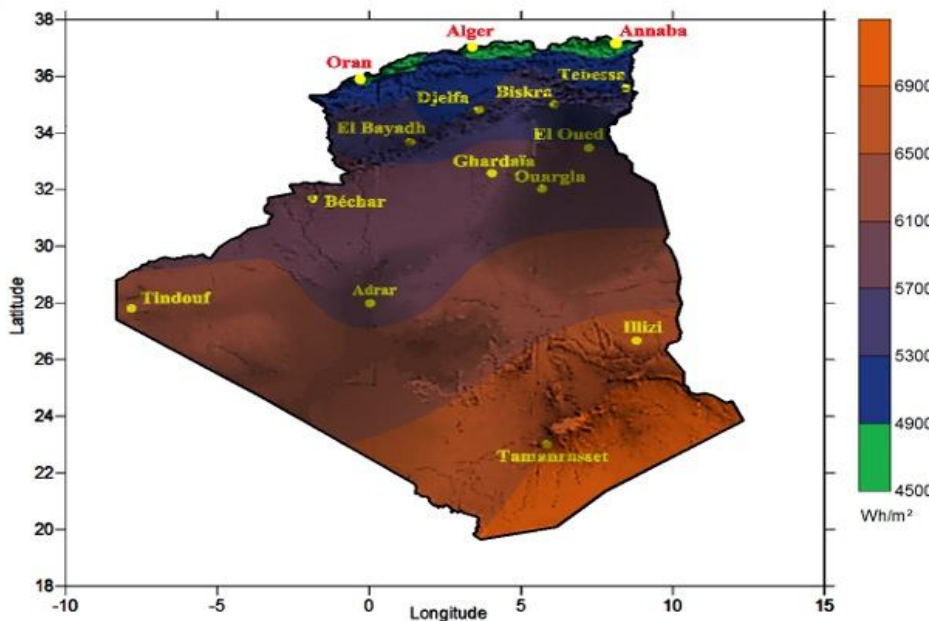 38
36
34
32
30
28
26
24
22
20
18
Latitude
-10
-5
0
5
10
15
Longitude
Alger
Annaba
Oran
Tebessa
Biskra
Djelfa
El Bayadh
El Oued
Ghardaïa
Ouargla
Béchar
Adrar
Tindouf
Illizi
Tamanrasset
6900
6500
6100
5700
5300
4900
4500
Wh/m²